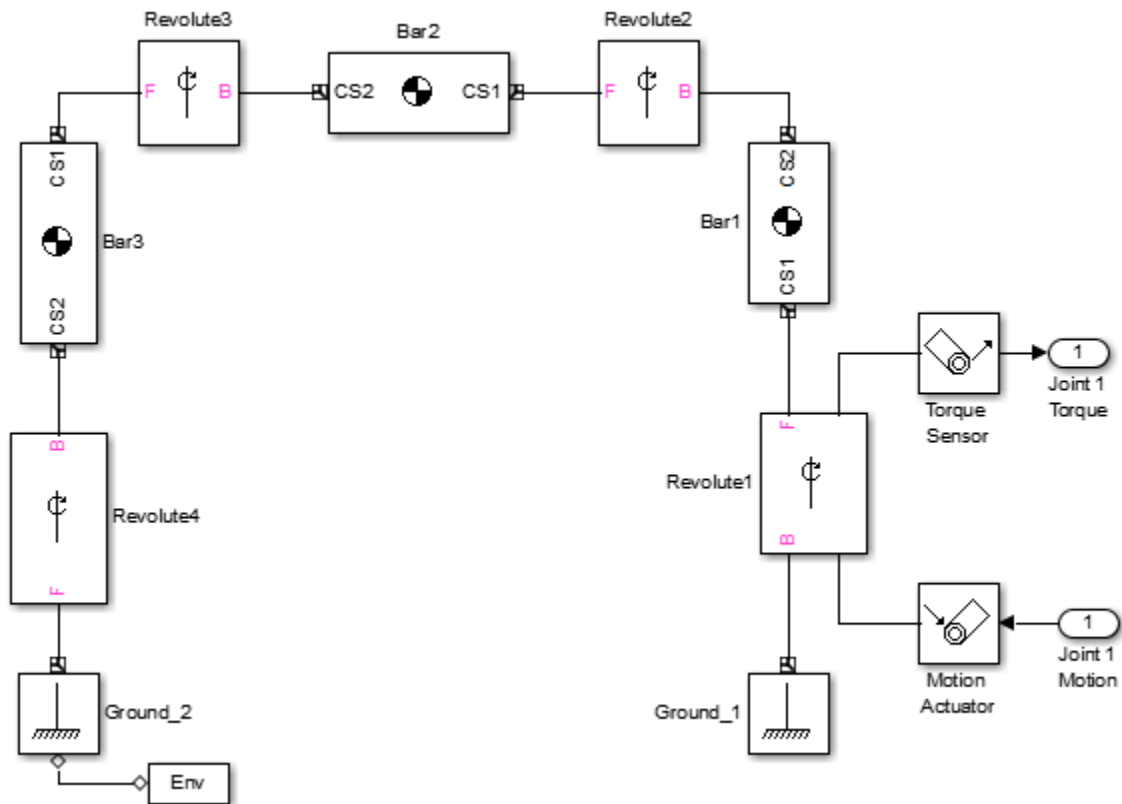 Revolute3
Bar2
Revolute2
F
B
CS2
CS1
F
B
CS1
CS2
Bar3
Bar1
CS2
CS1
1
Joint 1
Torque
Torque
Sensor
B
F
Revolute4
Revolute1
F
B
1
Joint 1
Motion
Motion
Actuator
Ground_2
Ground_1
Env